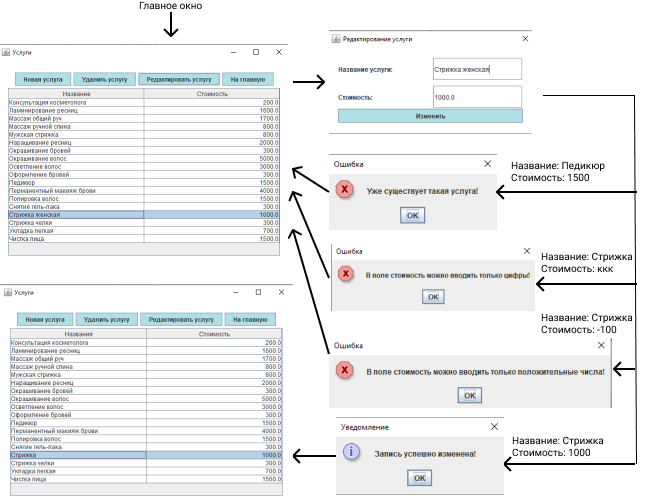 Главное окно
Услуги
Новая услуга Удалить услугу Редактировать услугу На главную
Название Стоимость
Консультация косметолога 200.0
Ламинирование ресниц 1600.0
Массаж общий руч 1700.0
Массаж ручной спина 800.0
Мужская стрижка 800.0
Наращивание ресниц 2000.0
Окрашивание бровей 300.0
Окрашивание волос 5000.0
Осветление волос 3000.0
Оформление бровей 300.0
Педикюр 1500.0
Перманентный макияж брови 4000.0
Полировка волос 1500.0
Снятие гель-лака 300.0
Стрижка женская 1000.0
Стрижка челки 300.0
Укладка легкая 700.0
Чистка лица 1500.0
Редактирование услуги
Название услуги: Стрижка женская
Стоимость: 1000.0
Изменить
Ошибка
Уже существует такая услуга!
OK
Название: Педикюр
Стоимость: 1500
Ошибка
В поле стоимость можно вводить только цифры!
OK
Название: Стрижка
Стоимость: ккк
Название: Стрижка
Стоимость: -100
Ошибка
В поле стоимость можно вводить только положительные числа!
OK
Уведомление
Запись успешно изменена!
OK
Название: Стрижка
Стоимость: 1000
Услуги
Новая услуга Удалить услугу Редактировать услугу На главную
Название Стоимость
Консультация косметолога 200.0
Ламинирование ресниц 1600.0
Массаж общий руч 1700.0
Массаж ручной спина 800.0
Мужская стрижка 800.0
Наращивание ресниц 2000.0
Окрашивание бровей 300.0
Окрашивание волос 5000.0
Осветление волос 3000.0
Оформление бровей 300.0
Педикюр 1500.0
Перманентный макияж брови 4000.0
Полировка волос 1500.0
Снятие гель-лака 300.0
Стрижка 1000.0
Стрижка челки 300.0
Укладка легкая 700.0
Чистка лица 1500.0